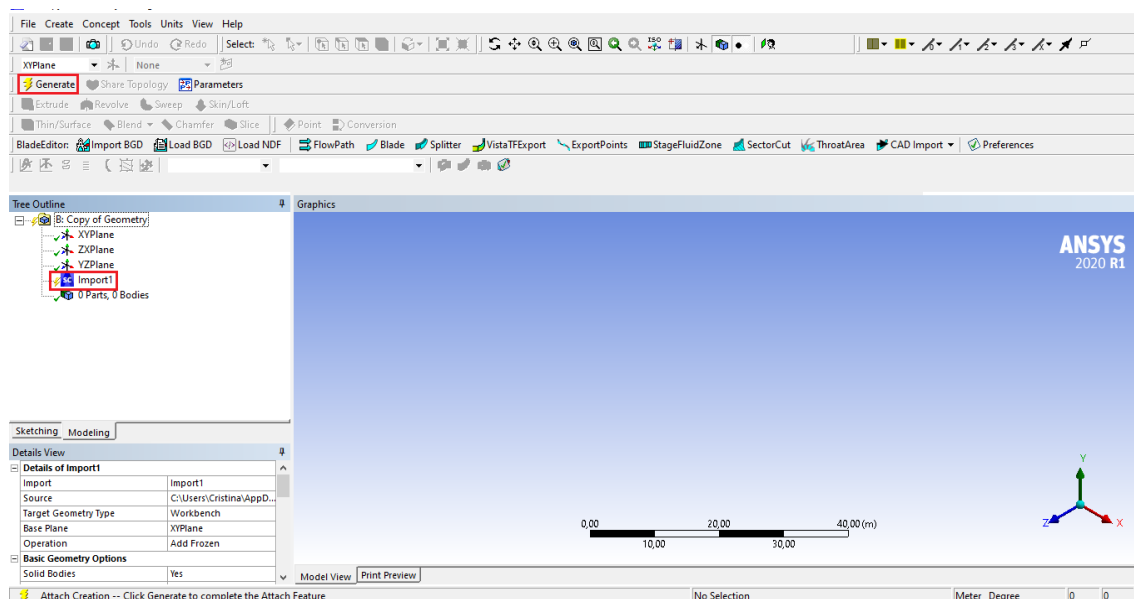 File Create Concept Tools Units View Help
Undo Redo Select: ISO
XYPlane None
Generate Share Topology Parameters
Extrude Revolve Sweep Skin/Loft
Thin/Surface Blend Chamfer Slice Point Conversion
BladeEditor: Import BGD Load BGD Load NDF FlowPath Blade Splitter VistaTFExport ExportPoints StageFluidZone SectorCut ThroatArea CAD Import Preferences
Tree Outline
B: Copy of Geometry
XYPlane
ZXPlane
YZPlane
SC Import1
0 Parts, 0 Bodies
Sketching Modeling
Details View
Details of Import1
Import Import1
Source C:\Users\Cristina\AppD...
Target Geometry Type Workbench
Base Plane XYPlane
Operation Add Frozen
Basic Geometry Options
Solid Bodies Yes
Graphics
ANSYS
2020 R1
Y
Z X
0,00 20,00 40,00 (m)
10,00 30,00
Model View Print Preview
Attach Creation -- Click Generate to complete the Attach Feature No Selection Meter Degree 0 0